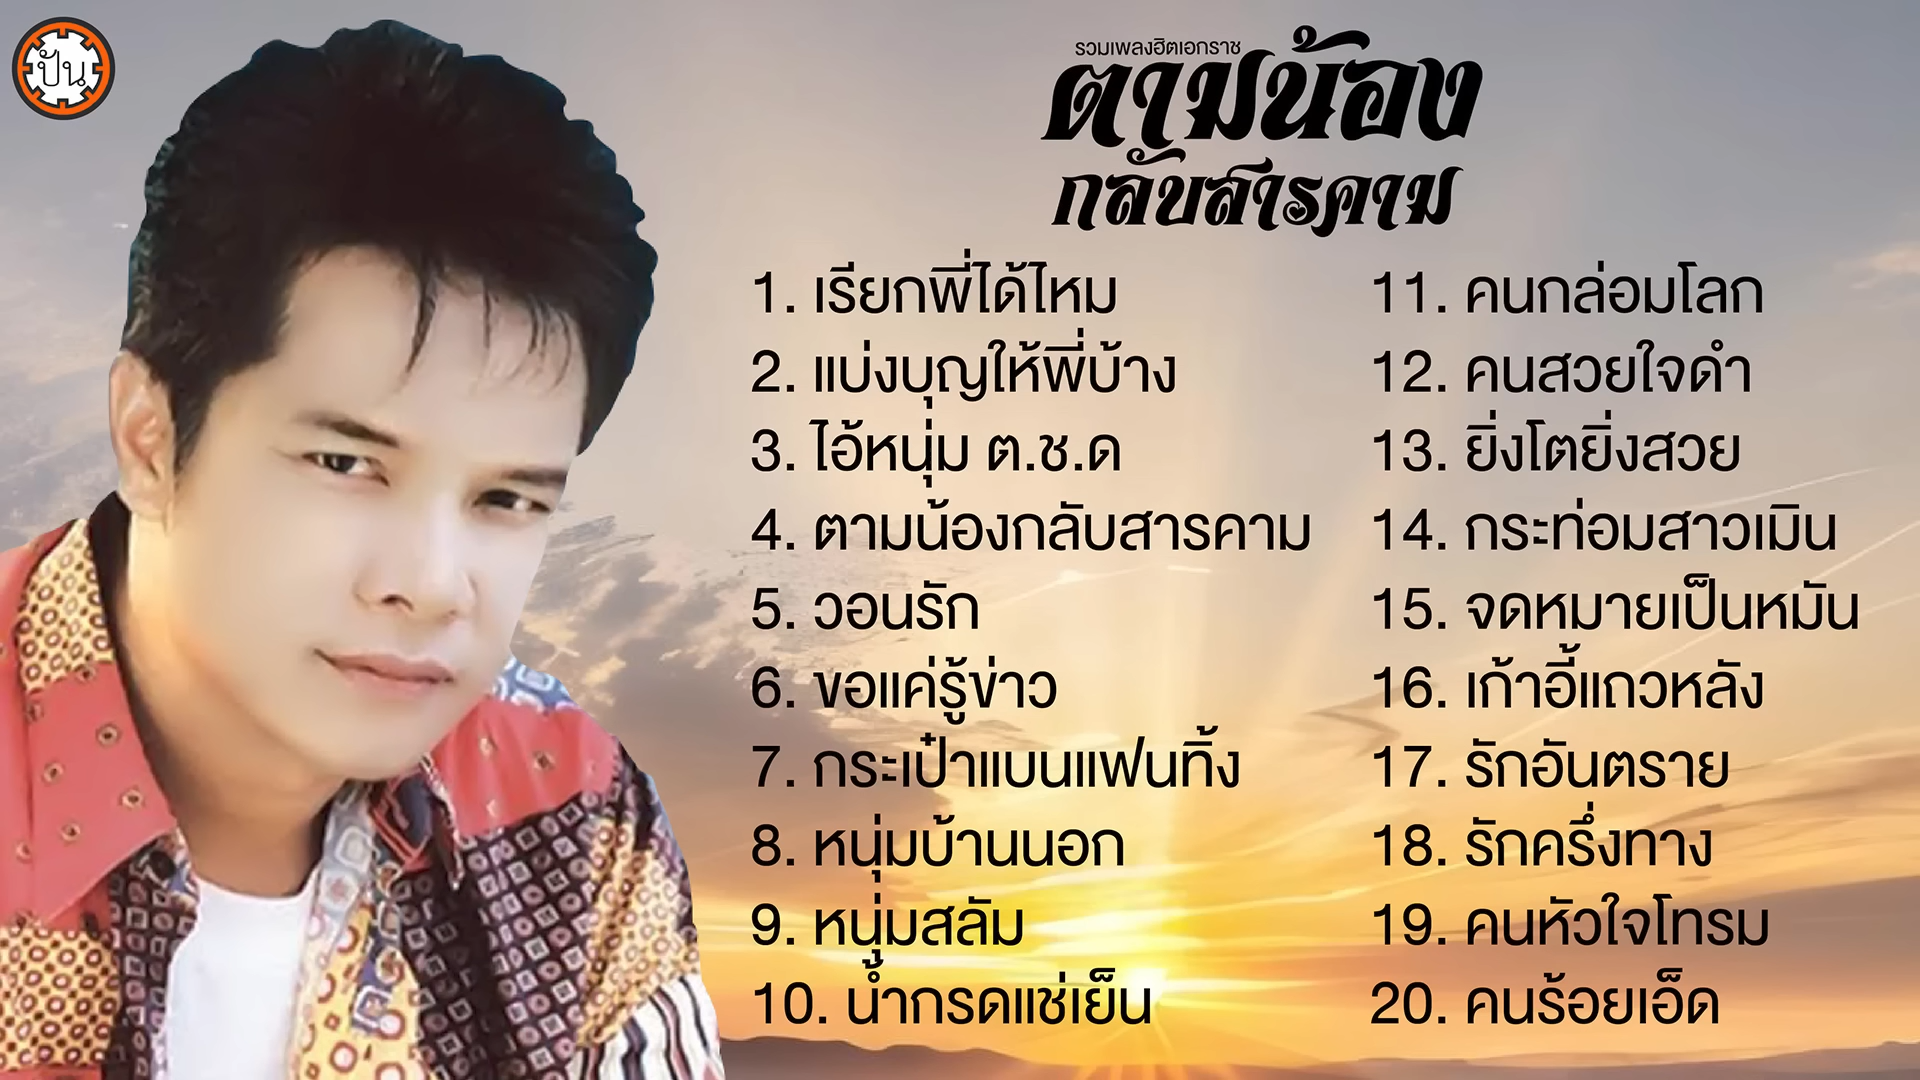 ปัน
รวมเพลงฮิตเอกราช
ตามน้อง
กลับสารคาม
1. เรียกพี่ได้ไหม
2. แบ่งบุญให้พี่บ้าง
3. ไอ้หนุ่ม ต.ช.ด
4. ตามน้องกลับสารคาม
5. วอนรัก
6. ขอแค่รู้ข่าว
7. กระเป๋าแบนแฟนทิ้ง
8. หนุ่มบ้านนอก
9. หนุ่มสลัม
10. น้ำกรดแช่เย็น
11. คนกล่อมโลก
12. คนสวยใจดำ
13. ยิ่งโตยิ่งสวย
14. กระท่อมสาวเมิน
15. จดหมายเป็นหมัน
16. เก้าอี้แถวหลัง
17. รักอันตราย
18. รักครึ่งทาง
19. คนหัวใจโทรม
20. คนร้อยเอ็ด